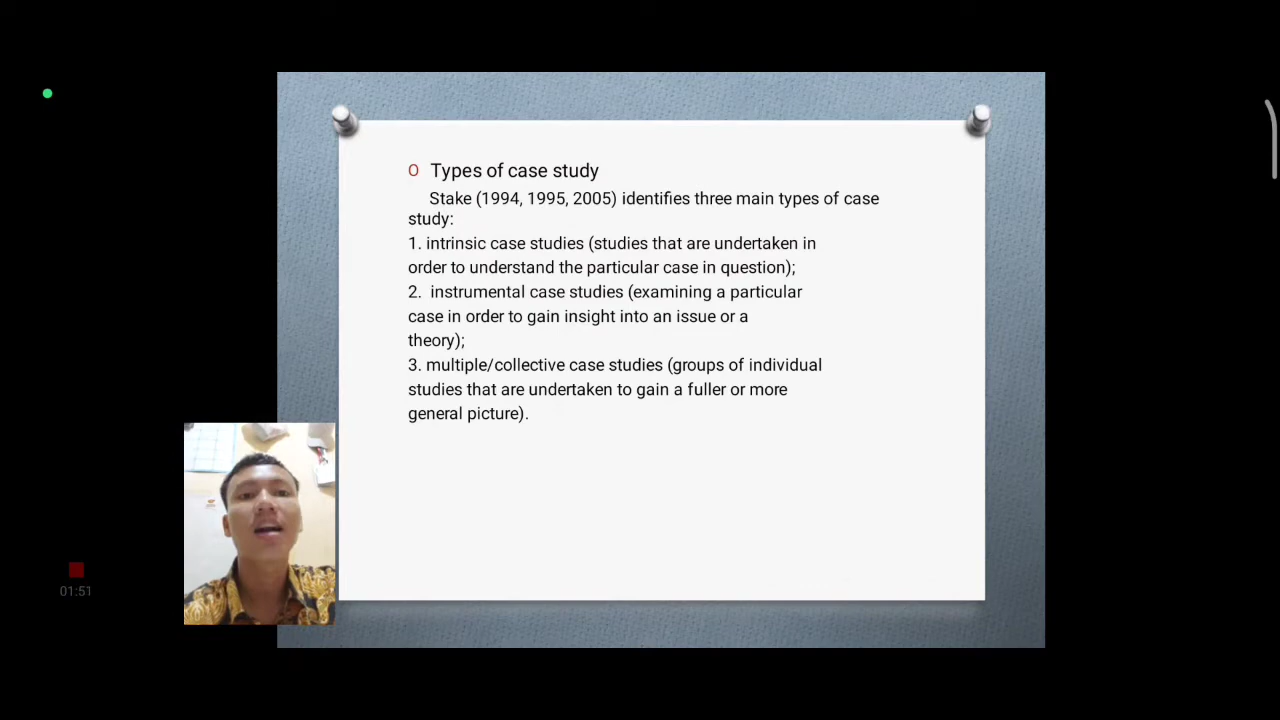 O Types of case study
Stake (1994, 1995, 2005) identifies three main types of case
study:
1. intrinsic case studies (studies that are undertaken in
order to understand the particular case in question);
2. instrumental case studies (examining a particular
case in order to gain insight into an issue or a
theory);
3. multiple/collective case studies (groups of individual
studies that are undertaken to gain a fuller or more
general picture).
01:51